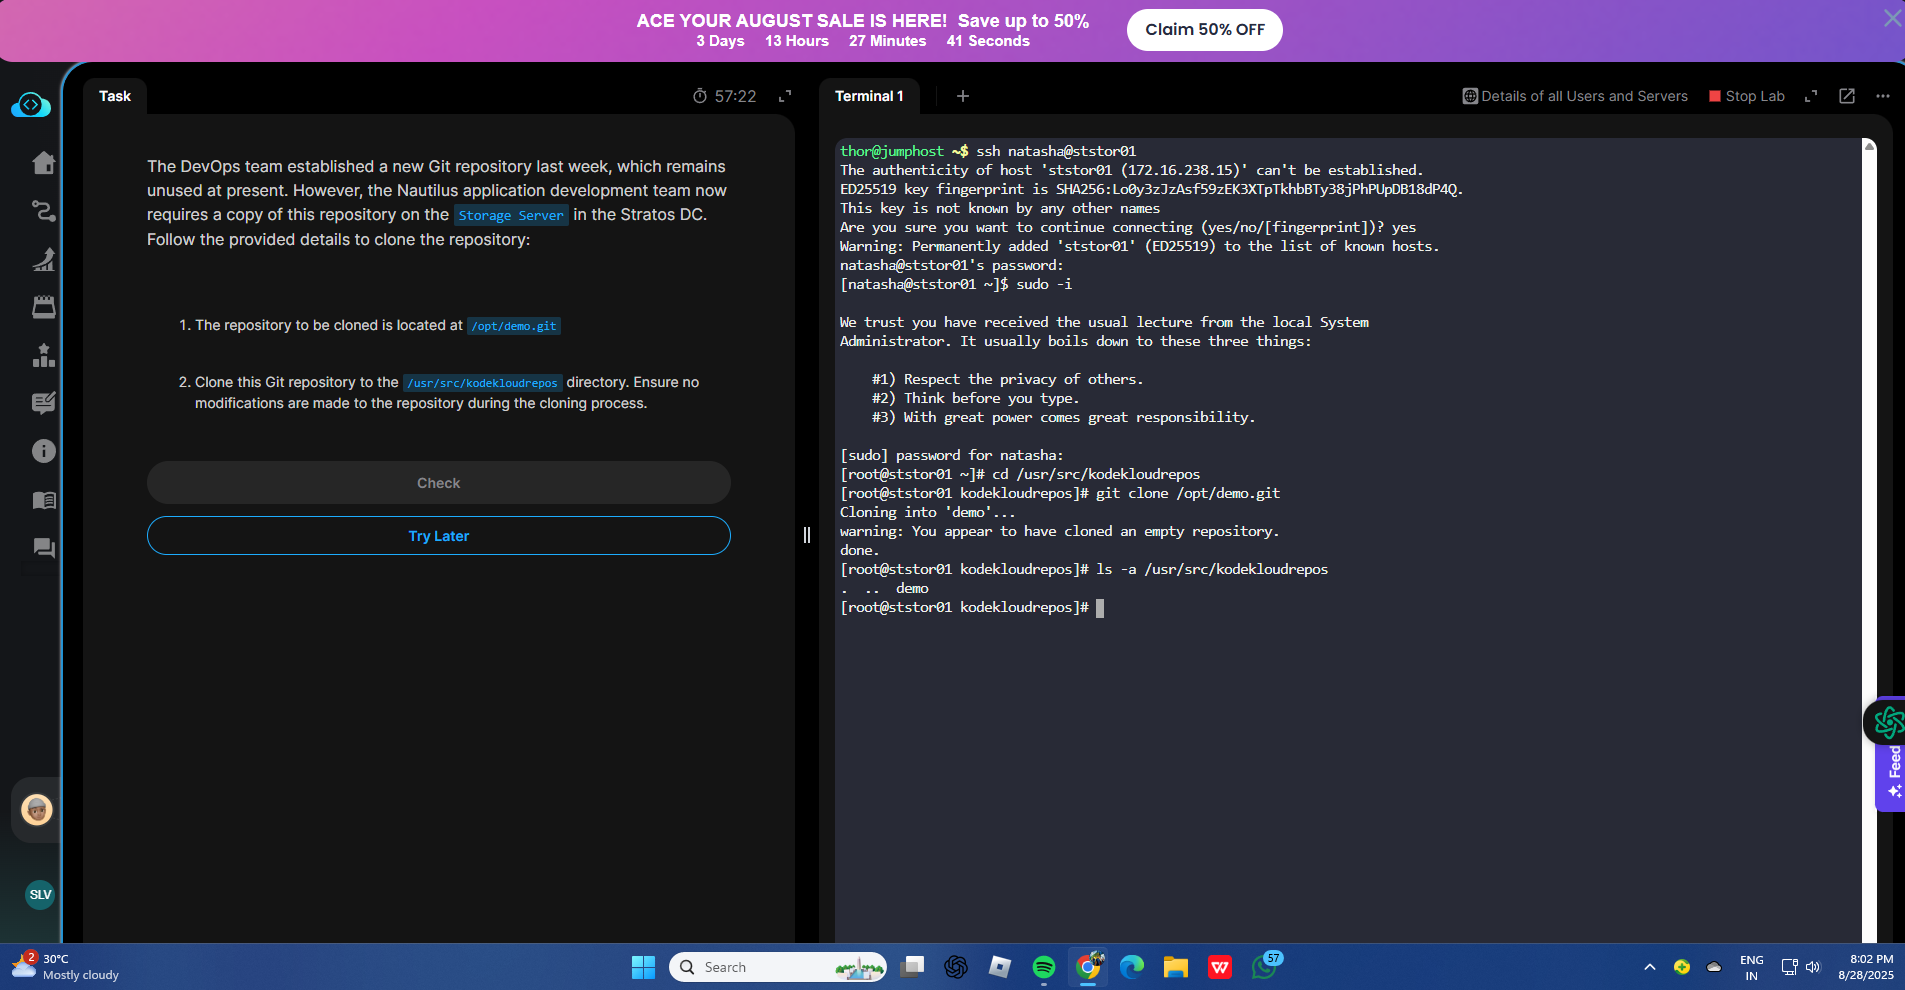 ACE YOUR AUGUST SALE IS HERE!  Save up to 50%
3 Days 13 Hours 27 Minutes 41 Seconds
Claim 50% OFF
Task
57:22
The DevOps team established a new Git repository last week, which remains
unused at present. However, the Nautilus application development team now
requires a copy of this repository on the Storage Server in the Stratos DC.
Follow the provided details to clone the repository:
1. The repository to be cloned is located at /opt/demo.git
2. Clone this Git repository to the /usr/src/kodekloudrepos directory. Ensure no
modifications are made to the repository during the cloning process.
Check
Try Later
SLV
Terminal 1
+
Details of all Users and Servers
Stop Lab
thor@jumphost ~$ ssh natasha@ststor01
The authenticity of host 'ststor01 (172.16.238.15)' can't be established.
ED25519 key fingerprint is SHA256:Lo0y3zJzAsf59zEK3XTpTkhbBTy38jPhPUpDB18dP4Q.
This key is not known by any other names
Are you sure you want to continue connecting (yes/no/[fingerprint])? yes
Warning: Permanently added 'ststor01' (ED25519) to the list of known hosts.
natasha@ststor01's password:
[natasha@ststor01 ~]$ sudo -i
We trust you have received the usual lecture from the local System
Administrator. It usually boils down to these three things:
#1) Respect the privacy of others.
#2) Think before you type.
#3) With great power comes great responsibility.
[sudo] password for natasha:
[root@ststor01 ~]# cd /usr/src/kodekloudrepos
[root@ststor01 kodekloudrepos]# git clone /opt/demo.git
Cloning into 'demo'...
warning: You appear to have cloned an empty repository.
done.
[root@ststor01 kodekloudrepos]# ls -a /usr/src/kodekloudrepos
.  ..  demo
[root@ststor01 kodekloudrepos]#
Feed
2
30°C
Mostly cloudy
Search
57
ENG
IN
8:02 PM
8/28/2025